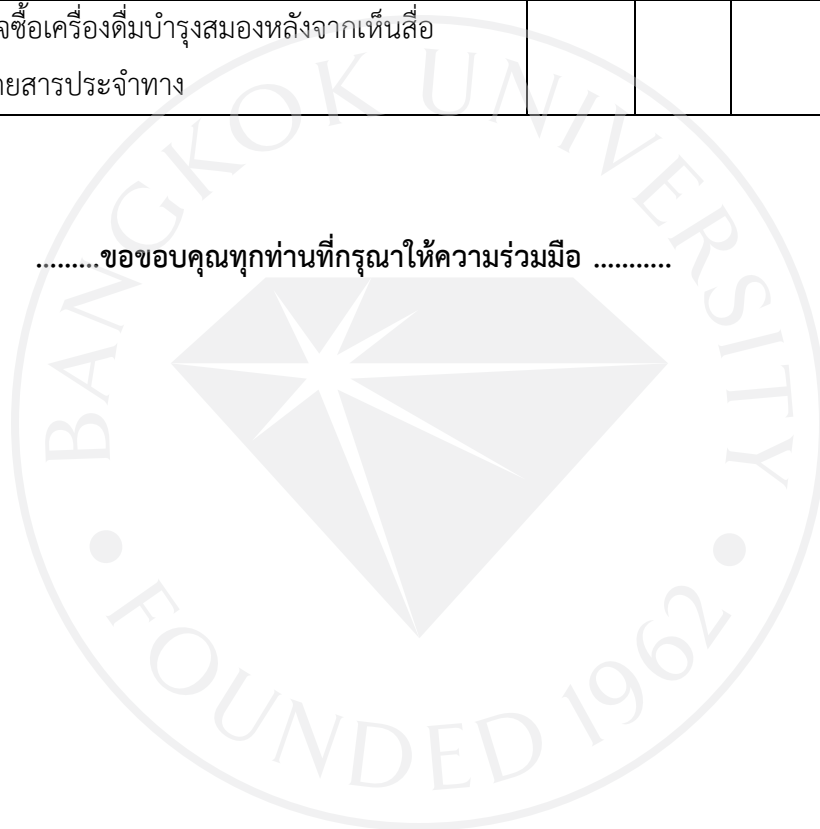 จซื้อเครื่องดื่มบำรุงสมองหลังจากเห็นสื่อ
ยสารประจำทาง
.........ขอขอบคุณทุกท่านที่กรุณาให้ความร่วมมือ ...........
BANGKOK UNIVERSITY
FOUNDED 1962